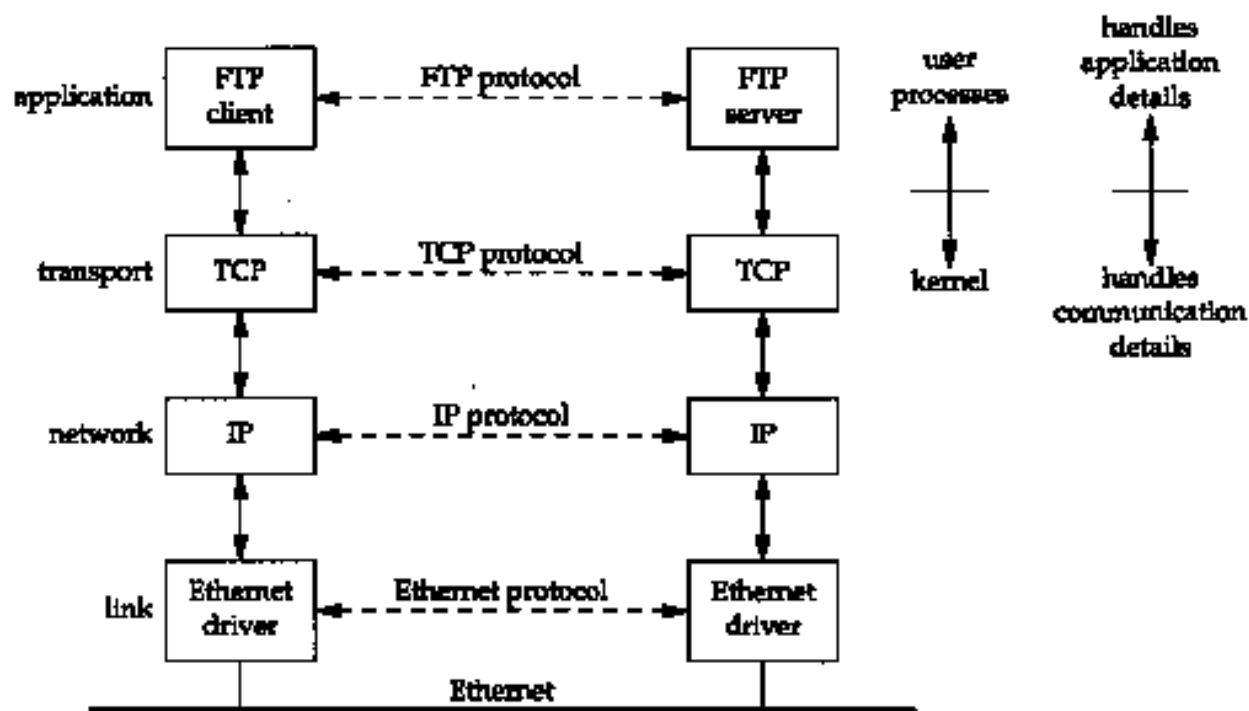 handles
application
details
user
processes
application
FTP
client
FTP protocol
FTP
server
transport
TCP
TCP protocol
TCP
kernel
handles
communication
details
network
IP
IP protocol
IP
link
Ethernet
driver
Ethernet protocol
Ethernet
driver
Ethernet